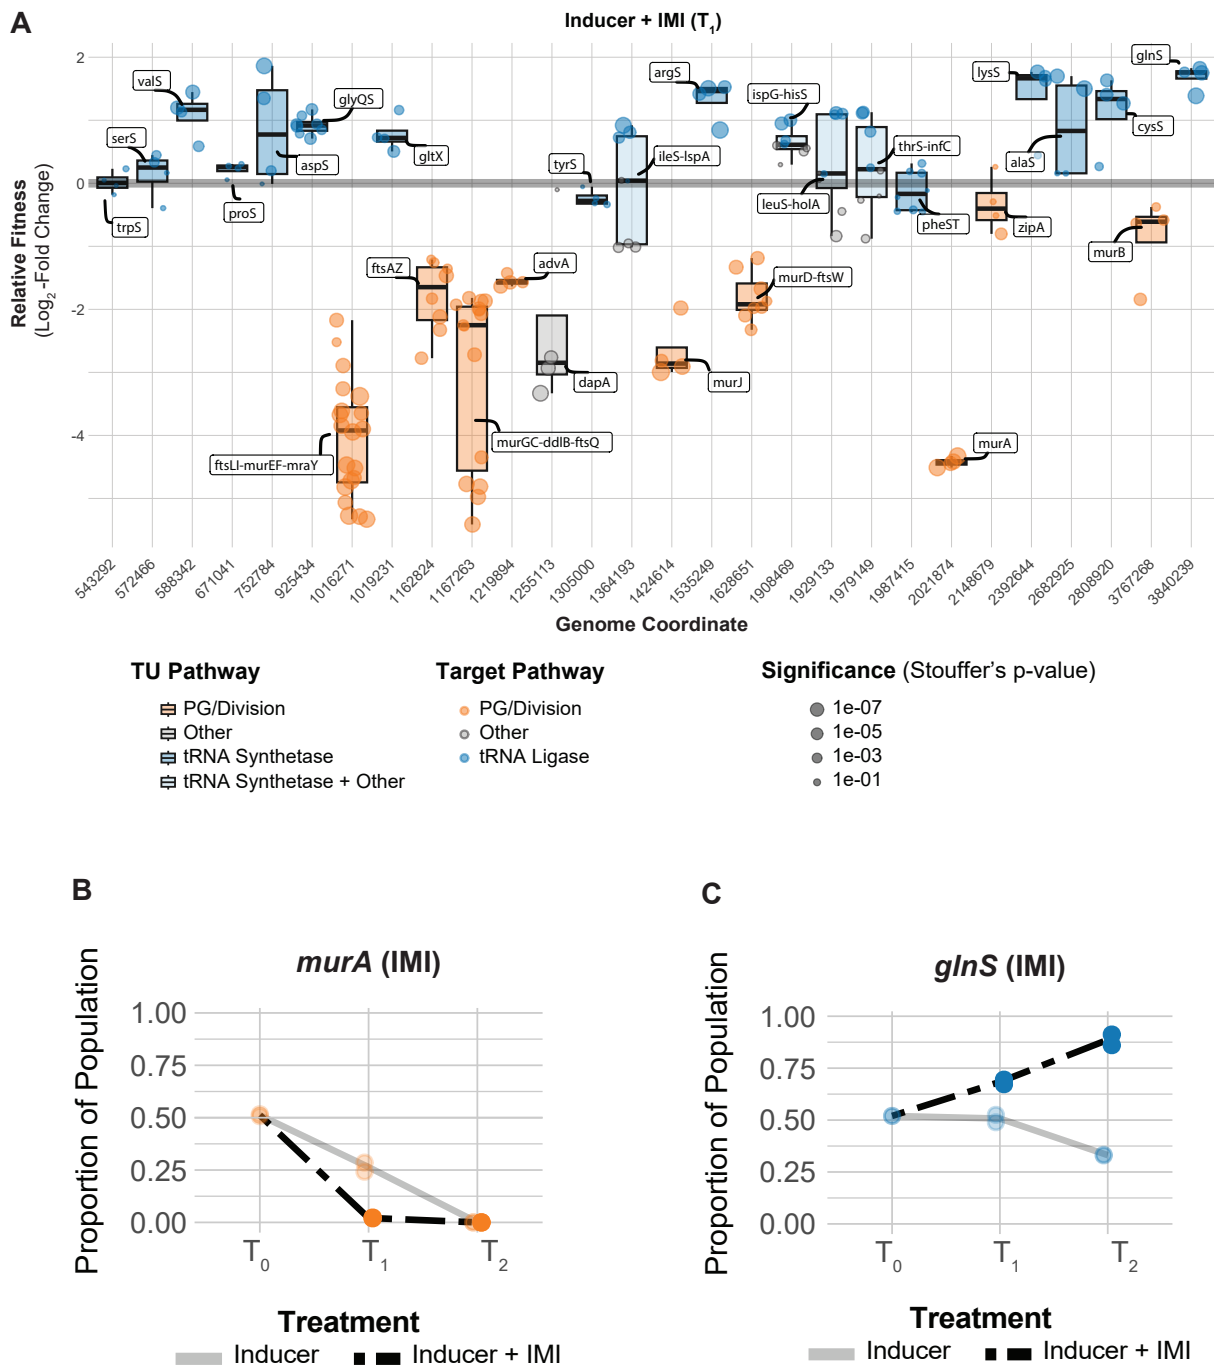 A
Inducer + IMI (T1)
Relative Fitness
(Log2-Fold Change)
2
1
0
-2
-4
valS
serS
trpS
proS
glyQS
aspS
gltX
ftsAZ
ftsLI-murEF-mraY
advA
murGC-ddlB-ftsQ
dapA
tyrS
ileS-lspA
argS
murJ
ispG-hisS
murD-ftsW
leuS-holA
thrS-infC
pheST
murA
zipA
lysS
alaS
cysS
murB
glnS
543292
572466
588342
671041
752784
925434
1016271
1019231
1162824
1167263
1219894
1255113
1305000
1364193
1424614
1535249
1628651
1908469
1929133
1979149
1987415
2021874
2148679
2392644
2682925
2808920
3767268
3840239
Genome Coordinate
TU Pathway
PG/Division
Other
tRNA Synthetase
tRNA Synthetase + Other
Target Pathway
PG/Division
Other
tRNA Ligase
Significance (Stouffer's p-value)
1e-07
1e-05
1e-03
1e-01
B
murA (IMI)
Proportion of Population
1.00
0.75
0.50
0.25
0.00
T0
T1
T2
Treatment
Inducer
Inducer + IMI
C
glnS (IMI)
Proportion of Population
1.00
0.75
0.50
0.25
0.00
T0
T1
T2
Treatment
Inducer
Inducer + IMI